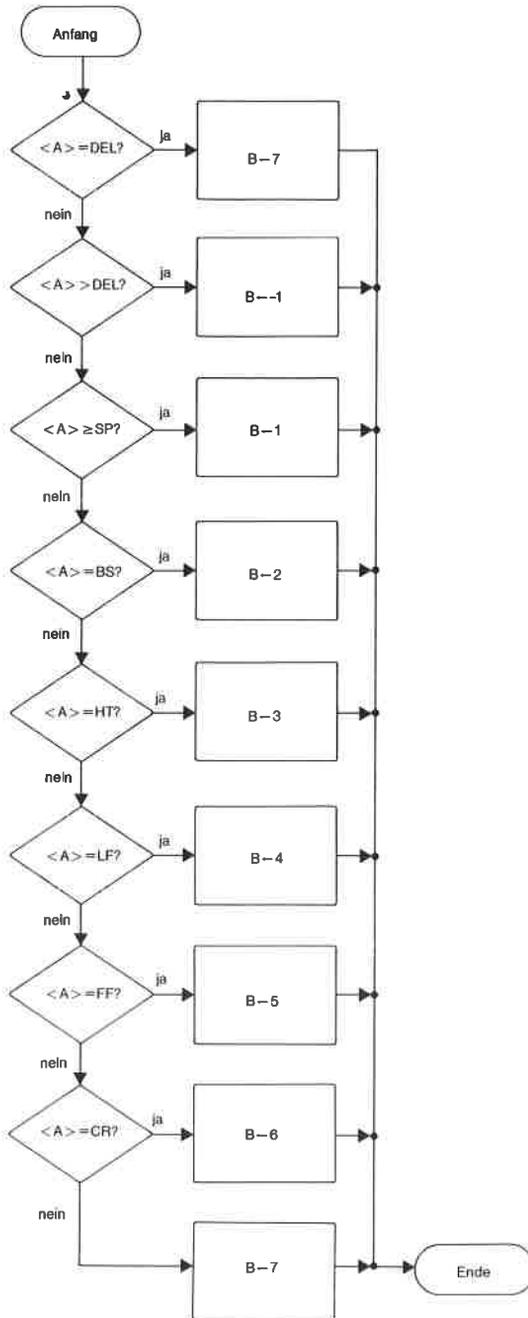 Anfang
<A>=DEL?
ja
B←7
nein
<A>>DEL?
ja
B←-1
nein
<A>≥SP?
ja
B←1
nein
<A>=BS?
ja
B←2
nein
<A>=HT?
ja
B←3
nein
<A>=LF?
ja
B←4
nein
<A>=FF?
ja
B←5
nein
<A>=CR?
ja
B←6
nein
B←7
Ende